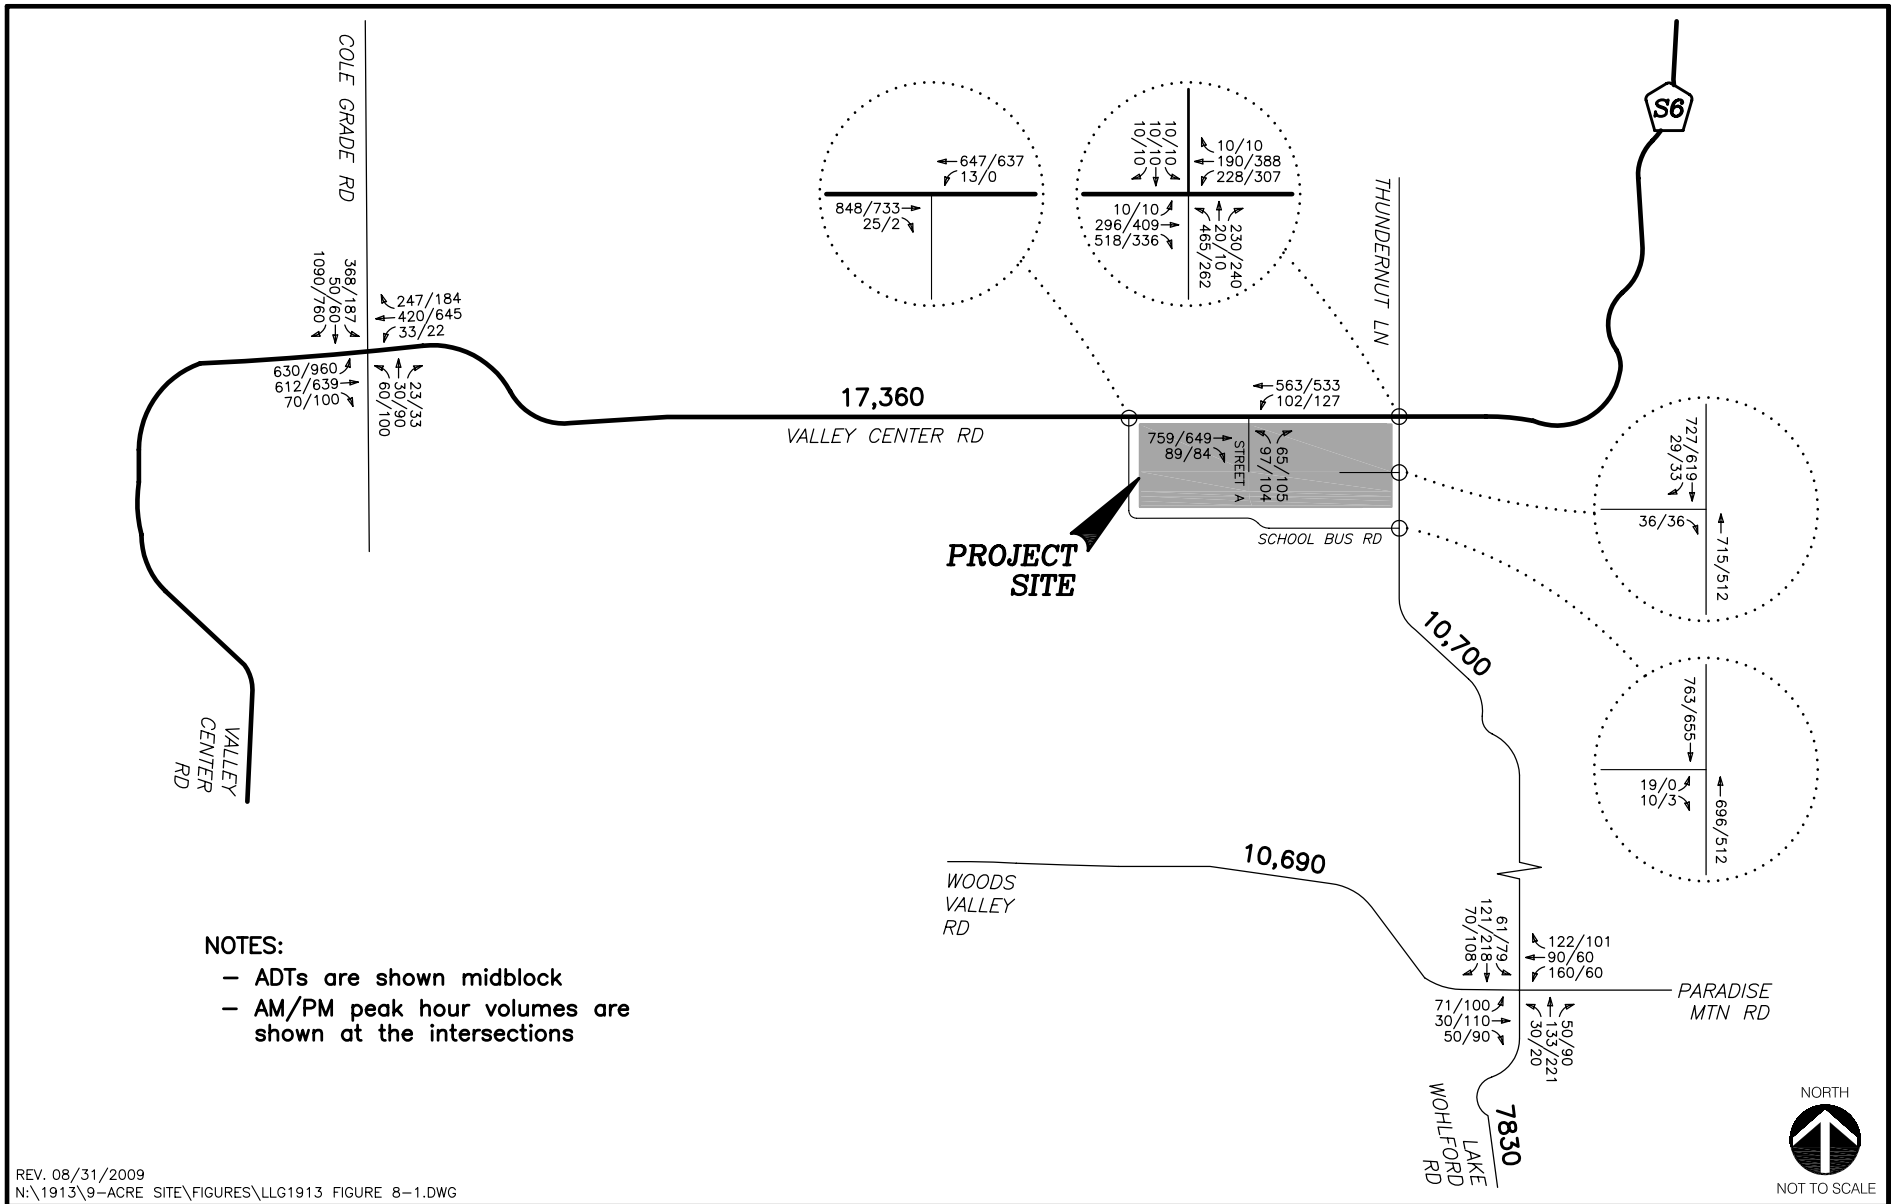 COLE GRADE RD
368/187
50/60
1090/760
247/184
420/645
33/22
630/960
612/639
70/100
23/33
30/90
60/100
647/637
13/0
848/733
25/2
10/10
10/10
10/10
10/10
190/388
228/307
10/10
296/409
518/336
230/240
20/10
465/262
THUNDERNUT LN
S6
17,360
VALLEY CENTER RD
563/533
102/127
759/649
89/84
STREET A
65/105
97/104
SCHOOL BUS RD
PROJECT
SITE
727/619
29/33
36/36
715/512
10,700
763/655
19/0
10/3
696/512
VALLEY
CENTER
RD
10,690
WOODS
VALLEY
RD
61/79
121/218
70/108
122/101
90/60
160/60
71/100
30/110
50/90
50/90
133/221
30/20
PARADISE
MTN RD
LAKE
WOHLFORD
RD
7830
NOTES:
– ADTs are shown midblock
– AM/PM peak hour volumes are
shown at the intersections
NORTH
NOT TO SCALE
REV. 08/31/2009
N:\1913\9-ACRE SITE\FIGURES\LLG1913 FIGURE 8-1.DWG